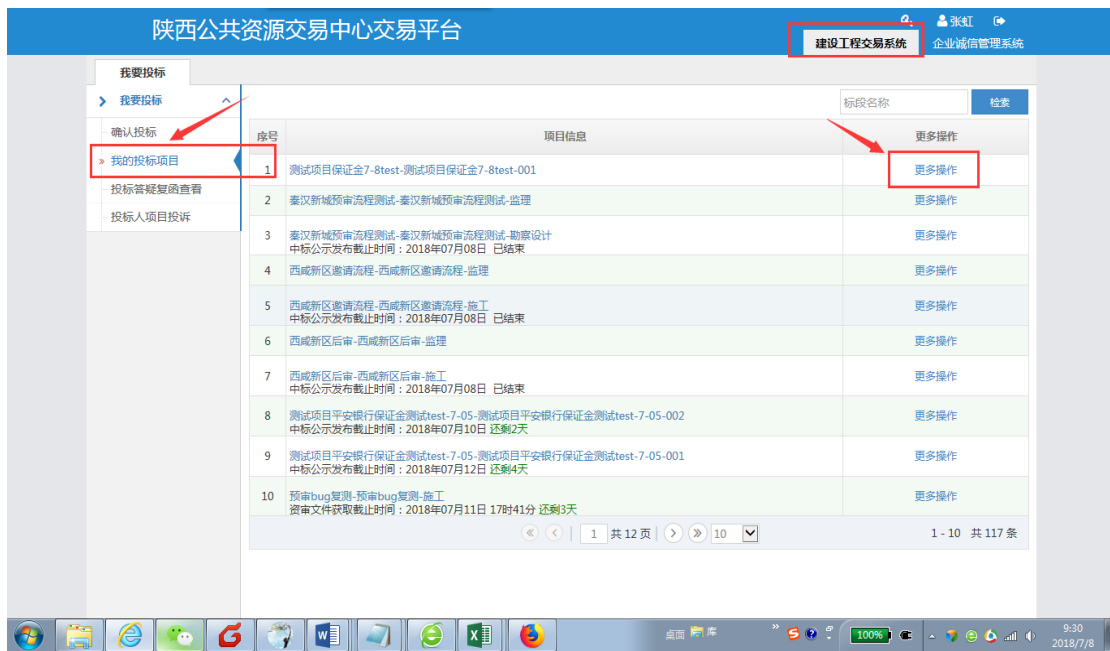 陕西公共资源交易中心交易平台
张虹
建设工程交易系统
企业诚信管理系统
我要投标
我要投标
确认投标
我的投标项目
投标答疑复函查看
投标人项目投诉
标段名称
检索
序号 项目信息 更多操作
1 测试项目保证金7-8test-测试项目保证金7-8test-001 更多操作
2 秦汉新城预审流程测试-秦汉新城预审流程测试-监理 更多操作
3 秦汉新城预审流程测试-秦汉新城预审流程测试-勘察设计 更多操作
中标公示发布截止时间：2018年07月08日 已结束
4 西咸新区邀请流程-西咸新区邀请流程-监理 更多操作
5 西咸新区邀请流程-西咸新区邀请流程-施工 更多操作
中标公示发布截止时间：2018年07月08日 已结束
6 西咸新区后审-西咸新区后审-监理 更多操作
7 西咸新区后审-西咸新区后审-施工 更多操作
中标公示发布截止时间：2018年07月08日 已结束
8 测试项目平安银行保证金测试test-7-05-测试项目平安银行保证金测试test-7-05-002 更多操作
中标公示发布截止时间：2018年07月10日 还剩2天
9 测试项目平安银行保证金测试test-7-05-测试项目平安银行保证金测试test-7-05-001 更多操作
中标公示发布截止时间：2018年07月12日 还剩4天
10 预审bug复测-预审bug复测-施工 更多操作
资审文件获取截止时间：2018年07月11日 17时41分 还剩3天
1 共 12 页 10
1 - 10 共 117 条
桌面 库
100%
9:30
2018/7/8